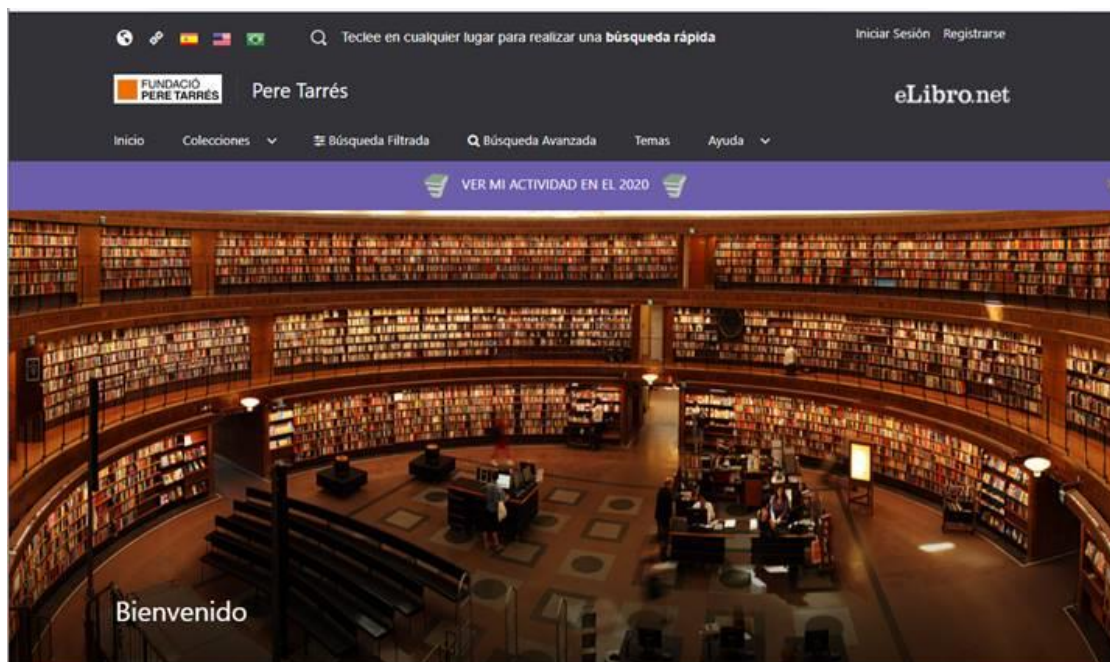 Teclee en cualquier lugar para realizar una búsqueda rápida
Iniciar Sesión Registrarse
FUNDACIÓ
PERE TARRÉS
Pere Tarrés
eLibro.net
Inicio Colecciones Búsqueda Filtrada Búsqueda Avanzada Temas Ayuda
VER MI ACTIVIDAD EN EL 2020
Bienvenido